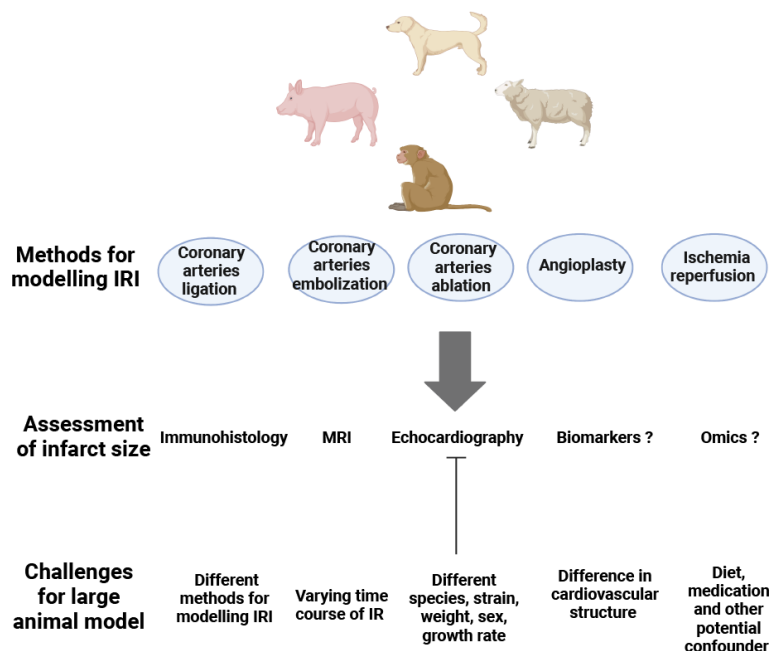 Methods for
modelling IRI
Coronary
arteries
ligation
Coronary
arteries
embolization
Coronary
arteries
ablation
Angioplasty
Ischemia
reperfusion
Assessment
of infarct size
Immunohistology
MRI
Echocardiography
Biomarkers ?
Omics ?
Challenges
for large
animal model
Different
methods for
modelling IRI
Varying time
course of IR
Different
species, strain,
weight, sex,
growth rate
Difference in
cardiovascular
structure
Diet,
medication
and other
potential
confounder